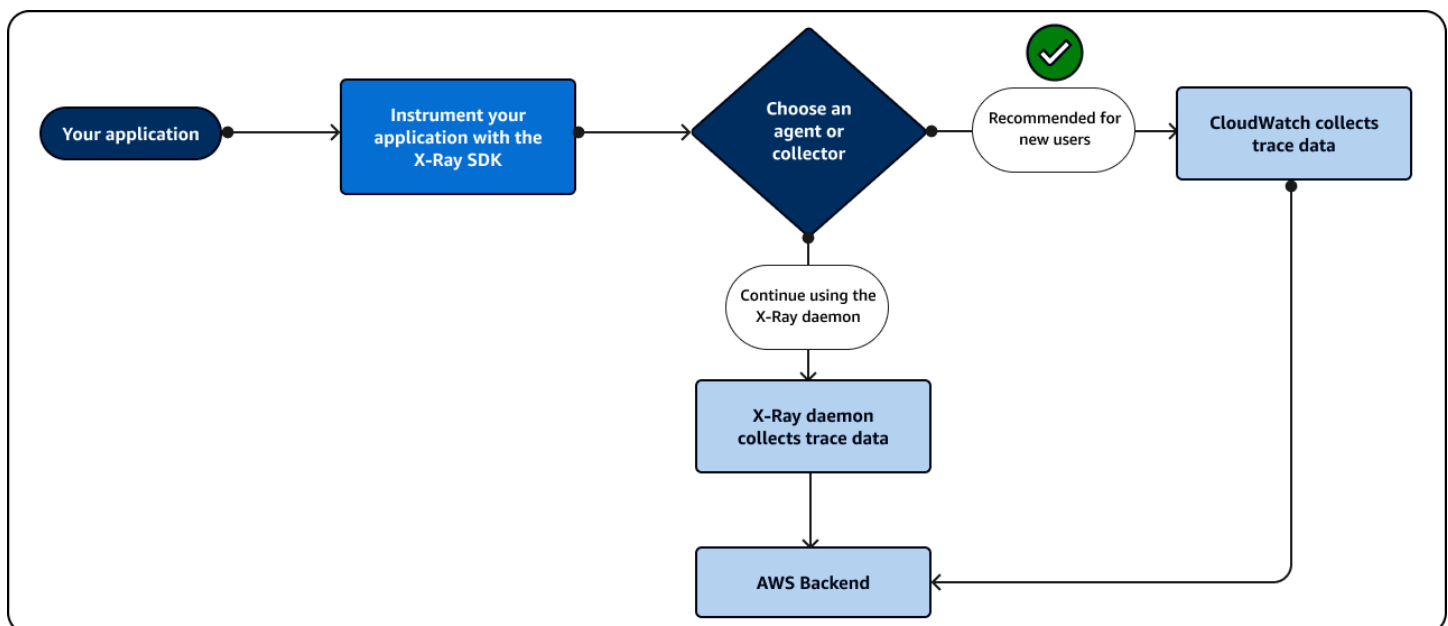 Your application
Instrument your
application with the
X-Ray SDK
Choose an
agent or
collector
Recommended for
new users
CloudWatch collects
trace data
Continue using the
X-Ray daemon
X-Ray daemon
collects trace data
AWS Backend